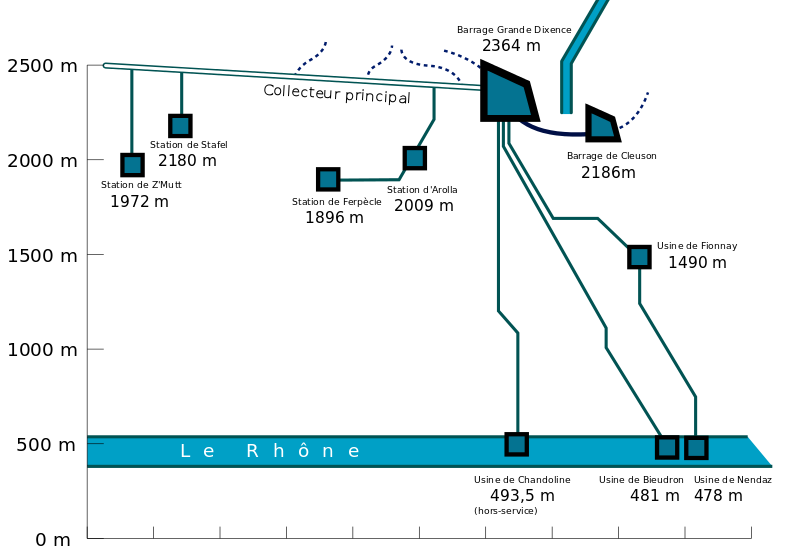 Barrage Grande Dixence
2364 m
2500 m
Collecteur principal
Station de Stafel
2180 m
2000 m
Barrage de Cleuson
2186m
Station de Z'Mutt
1972 m
Station de Ferpècle
1896 m
Station d'Arolla
2009 m
Usine de Fionnay
1490 m
1500 m
1000 m
500 m
Le Rhône
Usine de Chandoline
493,5 m
(hors-service)
Usine de Bieudron
481 m
Usine de Nendaz
478 m
0 m